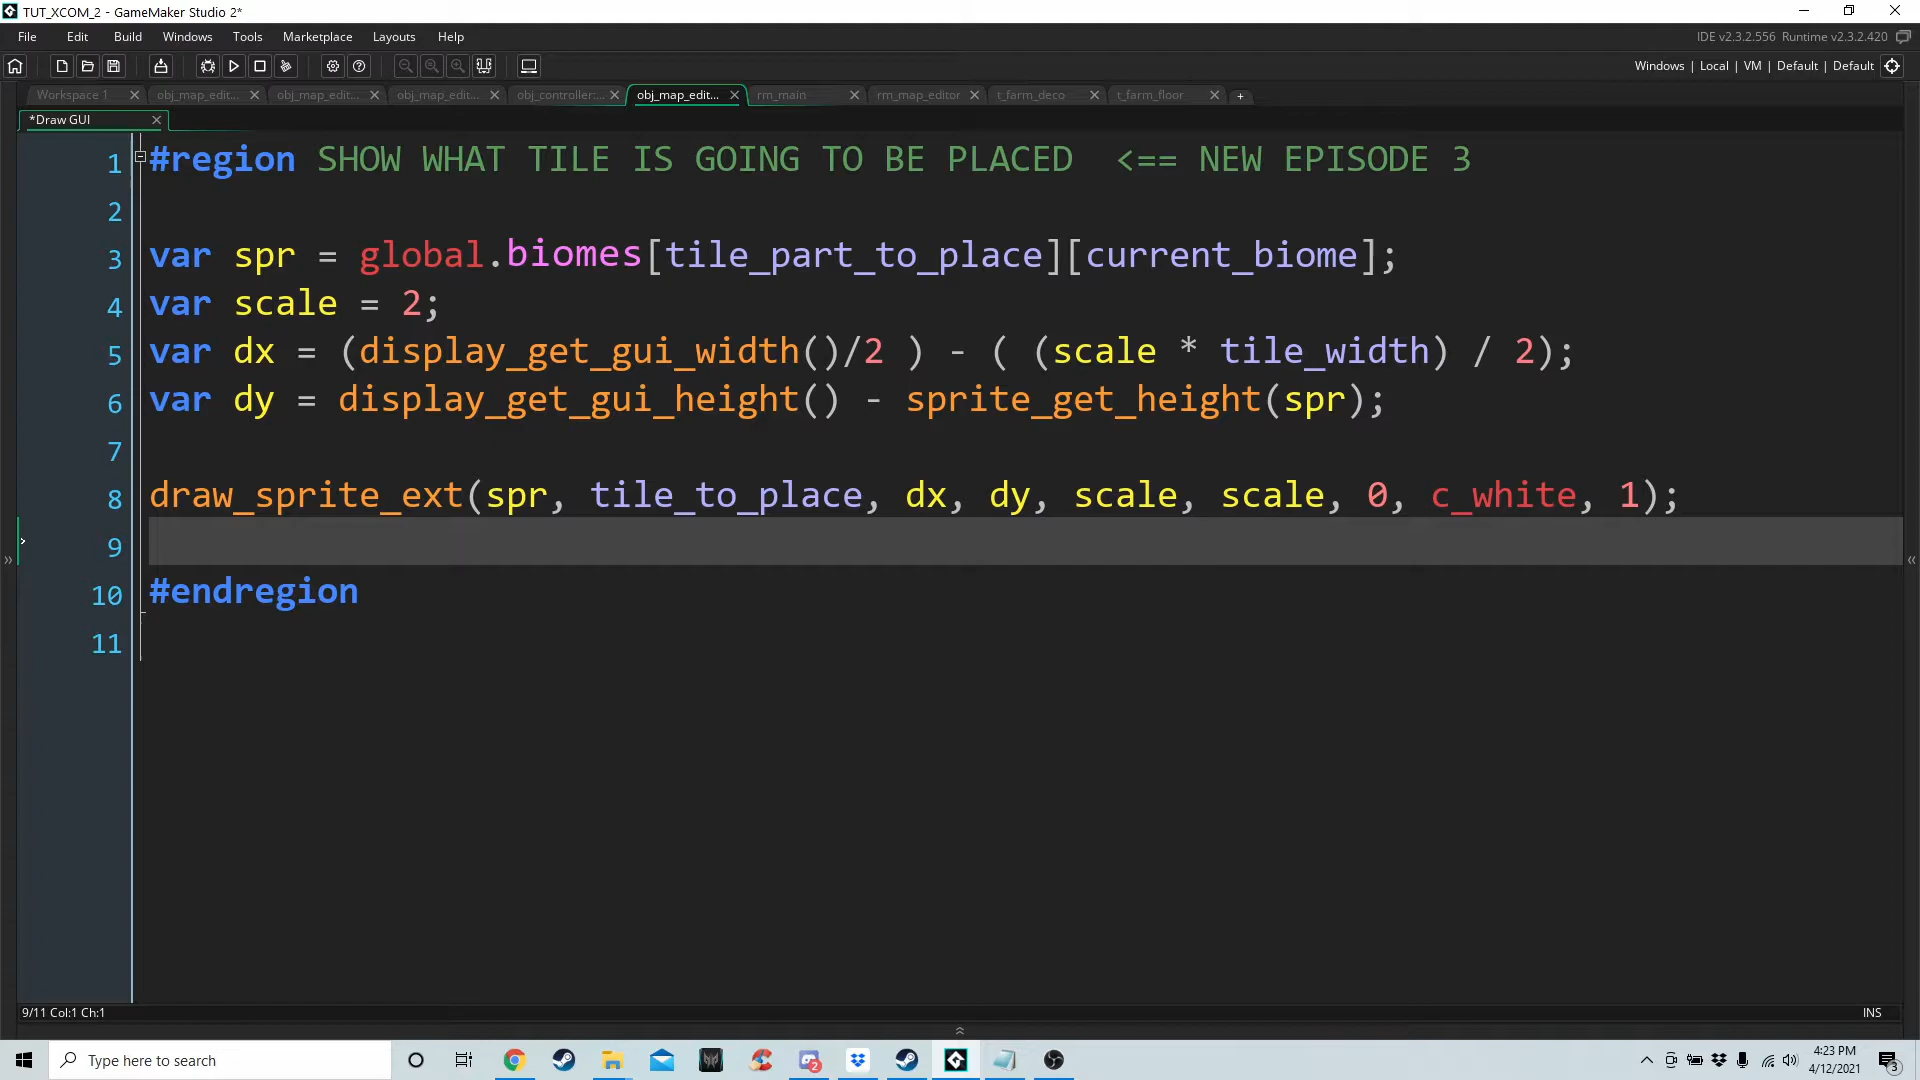 TUT_XCOM_2 - GameMaker Studio 2*
File Edit Build Windows Tools Marketplace Layouts Help
IDE v2.3.2.556 Runtime v2.3.2.420
Windows | Local | VM | Default | Default
Workspace 1
obj_map_edit...
obj_map_edit...
obj_map_edit...
obj_controller:...
obj_map_edit...
rm_main
rm_map_editor
t_farm_deco
t_farm_floor
*Draw GUI
1 #region SHOW WHAT TILE IS GOING TO BE PLACED <== NEW EPISODE 3
2
3 var spr = global.biomes[tile_part_to_place][current_biome];
4 var scale = 2;
5 var dx = (display_get_gui_width()/2 ) - ( (scale * tile_width) / 2);
6 var dy = display_get_gui_height() - sprite_get_height(spr);
7
8 draw_sprite_ext(spr, tile_to_place, dx, dy, scale, scale, 0, c_white, 1);
9
10 #endregion
11
9/11 Col:1 Ch:1
INS
Type here to search
2
4:23 PM
4/12/2021
3